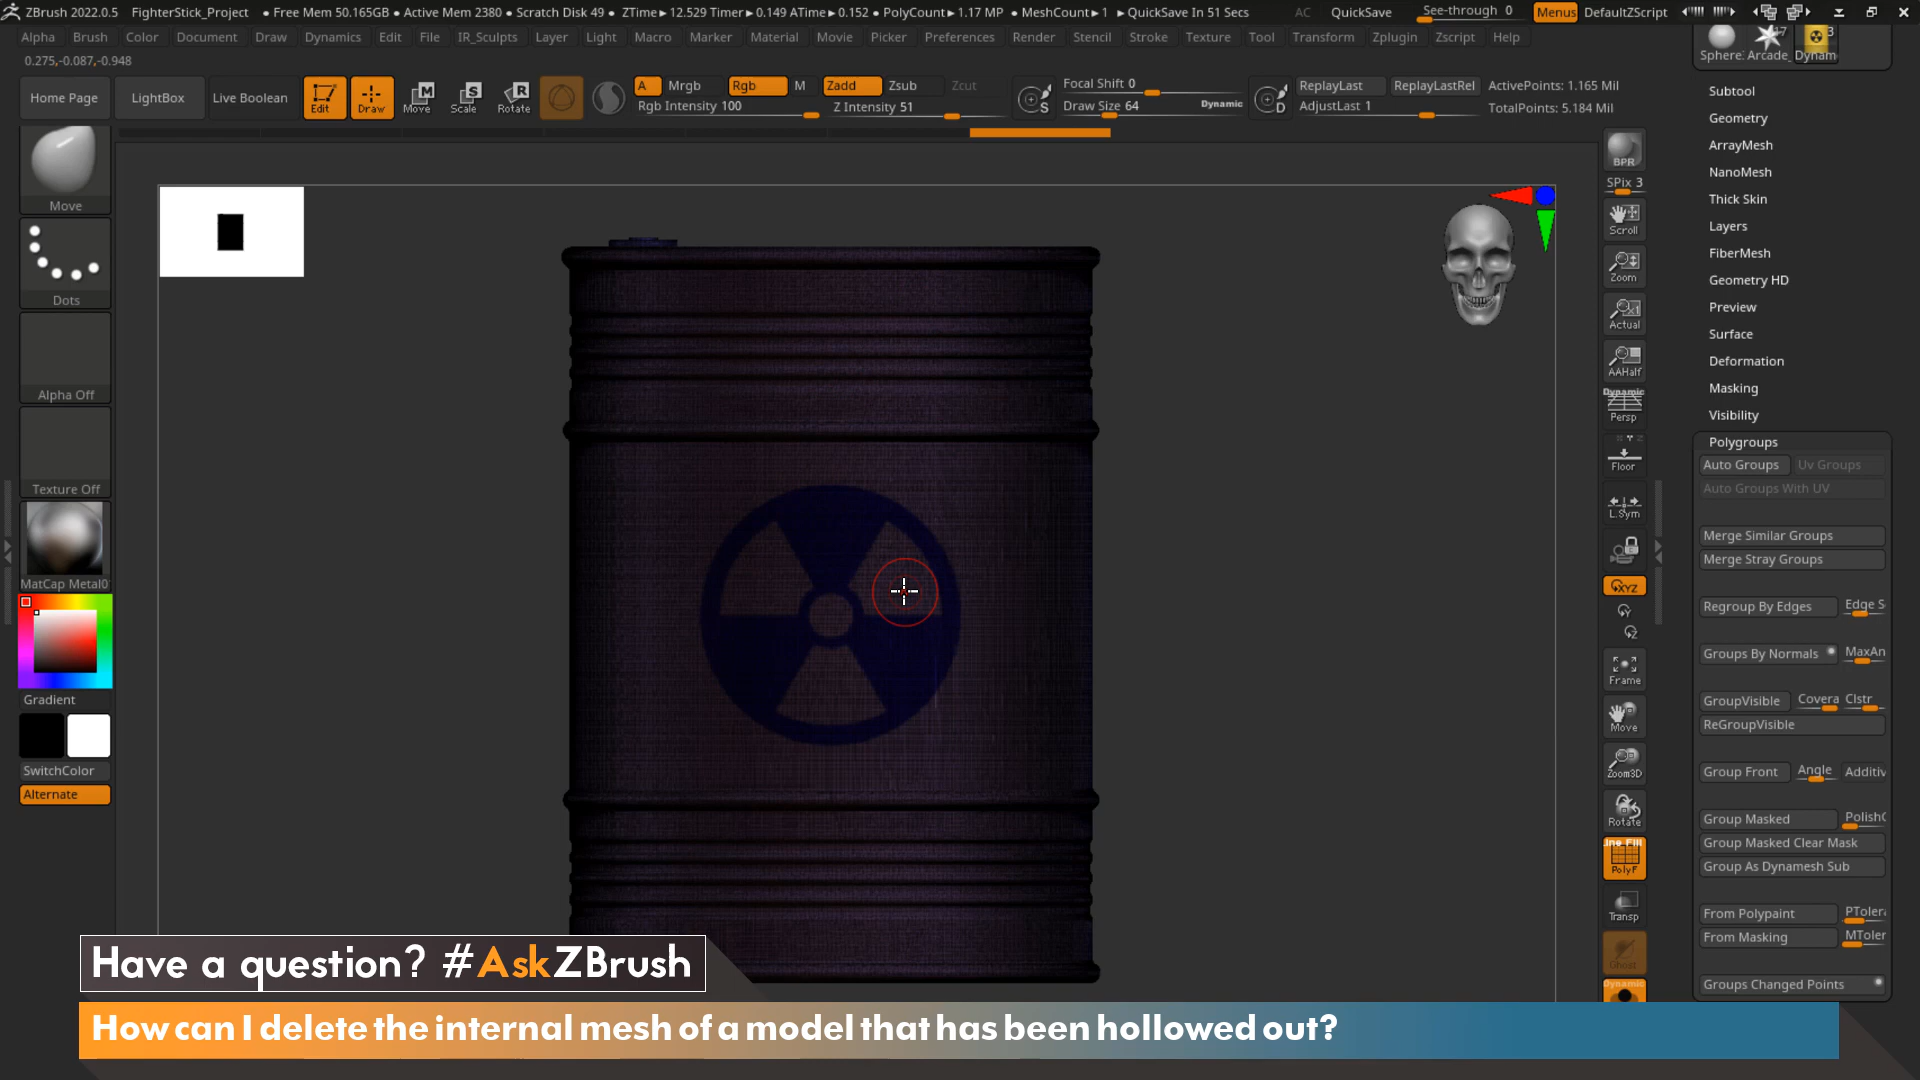 ZBrush 2022.0.5 FighterStick_Project • Free Mem 50.165GB • Active Mem 2380 • Scratch Disk 49 • ZTime▸12.529 Timer▸0.149 ATime▸0.152 • PolyCount▸1.17 MP • MeshCount▸1 ▸QuickSave In 51 Secs AC QuickSave See-through 0 Menus DefaultZScript
Alpha Brush Color Document Draw Dynamics Edit File IR_Sculpts Layer Light Macro Marker Material Movie Picker Preferences Render Stencil Stroke Texture Tool Transform Zplugin Zscript Help
0.275,-0.087,-0.948
Home Page LightBox Live Boolean Edit Draw Move Scale Rotate
A Mrgb Rgb M Zadd Zsub Zcut
Rgb Intensity 100 Z Intensity 51
Focal Shift 0
Draw Size 64 Dynamic
ReplayLast ReplayLastRel ActivePoints: 1.165 Mil
AdjustLast 1 TotalPoints: 5.184 Mil
Move
Dots
Alpha Off
Texture Off
MatCap Metal0
Gradient
SwitchColor
Alternate
BPR
SPix 3
Scroll
Zoom
Actual
AAHalf
Dynamic
Persp
Floor
L.Sym
XYZ
Frame
Move
Zoom3D
Rotate
Line Fill
PolyF
Transp
Ghost
Dynamic
Sphere Arcade_ Dynam
Subtool
Geometry
ArrayMesh
NanoMesh
Thick Skin
Layers
FiberMesh
Geometry HD
Preview
Surface
Deformation
Masking
Visibility
Polygroups
Auto Groups Uv Groups
Auto Groups With UV
Merge Similar Groups
Merge Stray Groups
Regroup By Edges Edge S
Groups By Normals MaxAn
GroupVisible Covera Clstr
ReGroupVisible
Group Front Angle Additiv
Group Masked Polish
Group Masked Clear Mask
Group As Dynamesh Sub
From Polypaint PTolera
From Masking MToler
Groups Changed Points
Have a question? #AskZBrush
How can I delete the internal mesh of a model that has been hollowed out?